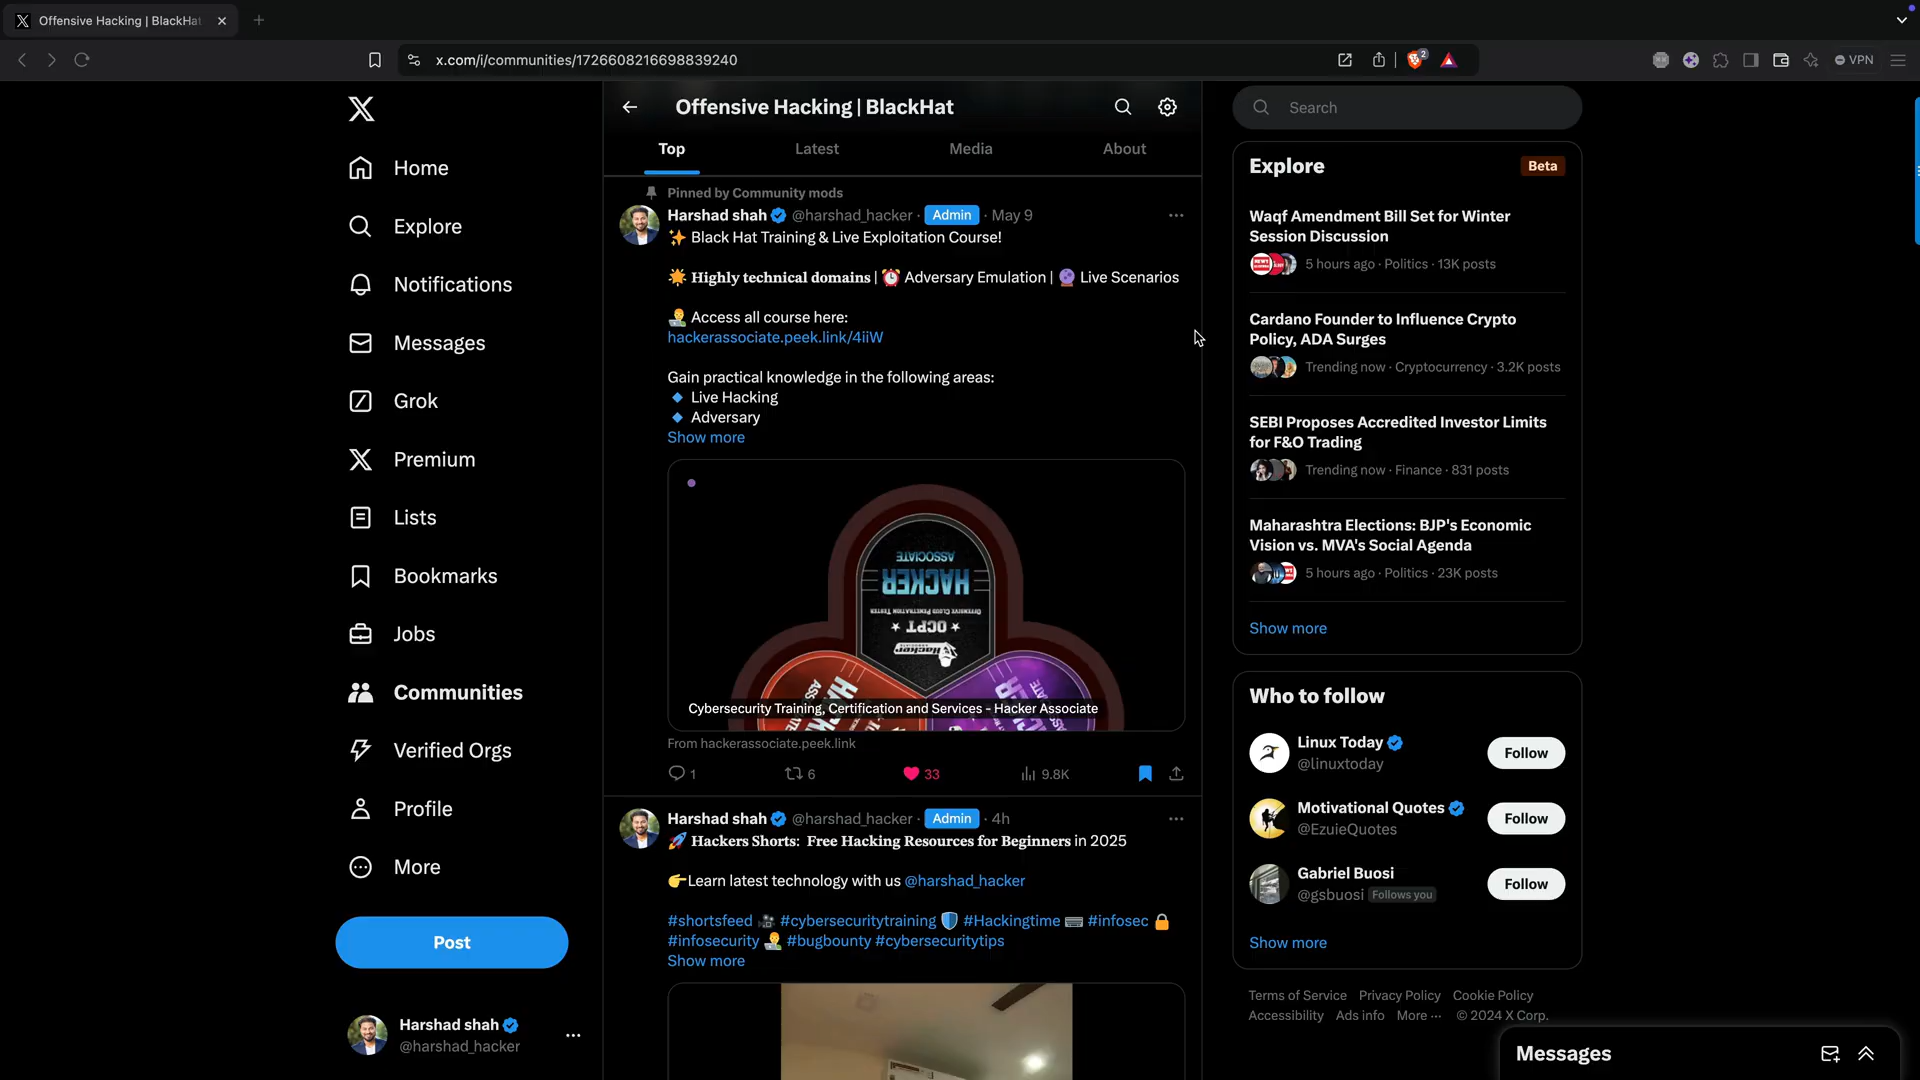 Offensive Hacking | BlackHa
x.com/i/communities/1726608216698839240
2
VPN
Home
Explore
Notifications
Messages
Grok
Premium
Lists
Bookmarks
Jobs
Communities
Verified Orgs
Profile
More
Post
Harshad shah
@harshad_hacker
Offensive Hacking | BlackHat
Top
Latest
Media
About
Pinned by Community mods
Harshad shah @harshad_hacker · Admin · May 9
✨ Black Hat Training & Live Exploitation Course!
🌟 Highly technical domains | ⏰ Adversary Emulation | 🔮 Live Scenarios
👨‍💻 Access all course here:
hackerassociate.peek.link/4iiW
Gain practical knowledge in the following areas:
🔹 Live Hacking
🔹 Adversary
Show more
ASSOCIATE
HACKER
OFFENSIVE CLOUD PENETRATION TESTER
★ OCPT ★
Hacker
Cybersecurity Training, Certification and Services - Hacker Associate
From hackerassociate.peek.link
1
6
33
9.8K
Harshad shah @harshad_hacker · Admin · 4h
🚀 Hackers Shorts: Free Hacking Resources for Beginners in 2025
👉Learn latest technology with us @harshad_hacker
#shortsfeed 🎥 #cybersecuritytraining 🛡️ #Hackingtime ⌨️ #infosec 🔒
#infosecurity 👨‍💻 #bugbounty #cybersecuritytips
Show more
Search
Explore
Beta
Waqf Amendment Bill Set for Winter
Session Discussion
5 hours ago · Politics · 13K posts
Cardano Founder to Influence Crypto
Policy, ADA Surges
Trending now · Cryptocurrency · 3.2K posts
SEBI Proposes Accredited Investor Limits
for F&O Trading
Trending now · Finance · 831 posts
Maharashtra Elections: BJP's Economic
Vision vs. MVA's Social Agenda
5 hours ago · Politics · 23K posts
Show more
Who to follow
Linux Today
@linuxtoday
Follow
Motivational Quotes
@EzuieQuotes
Follow
Gabriel Buosi
@gsbuosi Follows you
Follow
Show more
Terms of Service Privacy Policy Cookie Policy
Accessibility Ads info More ··· © 2024 X Corp.
Messages